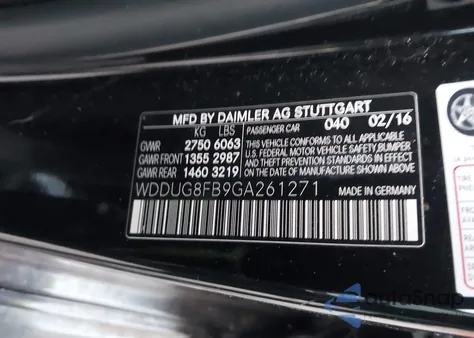 MFD BY DAIMLER AG STUTTGART
KG LBS PASSENGER CAR 040 02/16
GVWR 2750 6063
GAWR FRONT 1355 2987
GAWR REAR 1460 3219
THIS VEHICLE CONFORMS TO ALL APPLICABLE
U.S. FEDERAL MOTOR VEHICLE SAFETY, BUMPER
AND THEFT PREVENTION STANDARDS IN EFFECT
ON THE DATE OF MANUFACTURE SHOWN ABOVE
WDDUG8FB9GA261271 MADE IN GERMANY
AutoSnap